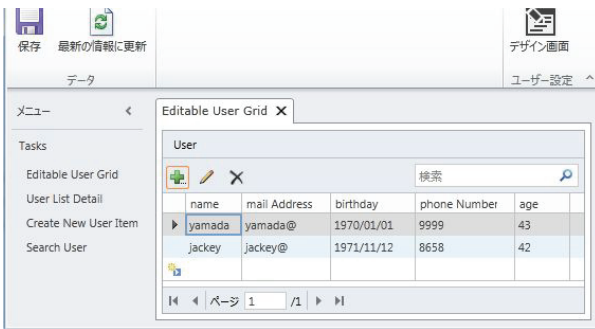 保存 最新の情報に更新 デザイン画面
データ ユーザー設定
メニュー Editable User Grid
Tasks User
Editable User Grid 検索
name mail Address birthday phone Number age
User List Detail
yamada yamada@ 1970/01/01 9999 43
Create New User Item
jackey jackey@ 1971/11/12 8658 42
Search User
ページ 1 /1